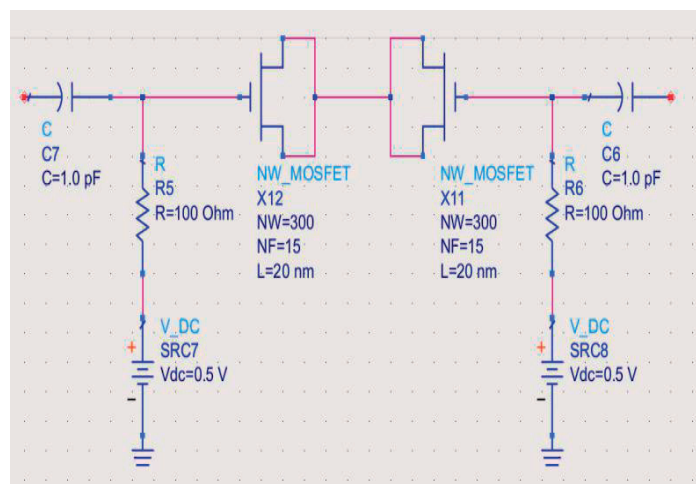 C
C7
C=1.0 pF
R
R5
R=100 Ohm
NW_MOSFET
X12
NW=300
NF=15
L=20 nm
NW_MOSFET
X11
NW=300
NF=15
L=20 nm
R
R6
R=100 Ohm
C
C6
C=1.0 pF
V_DC
SRC7
Vdc=0.5 V
V_DC
SRC8
Vdc=0.5 V